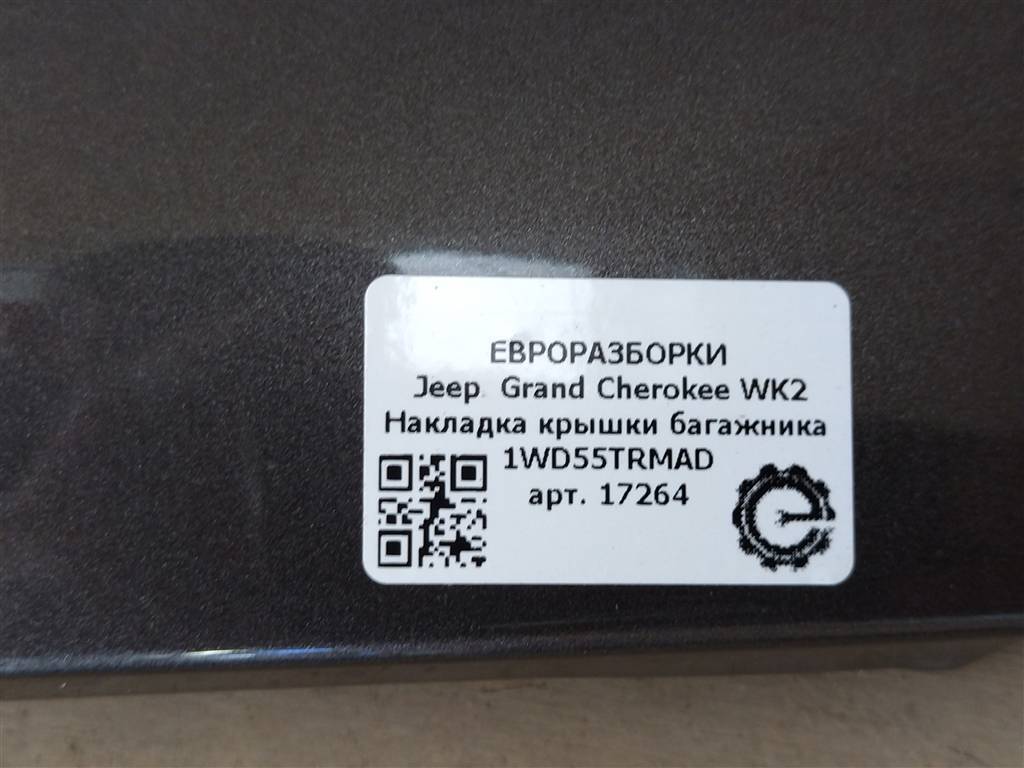 ЕВРОРАЗБОРКИ
Jeep Grand Cherokee WK2
Накладка крышки багажника
1WD55TRMAD
арт. 17264